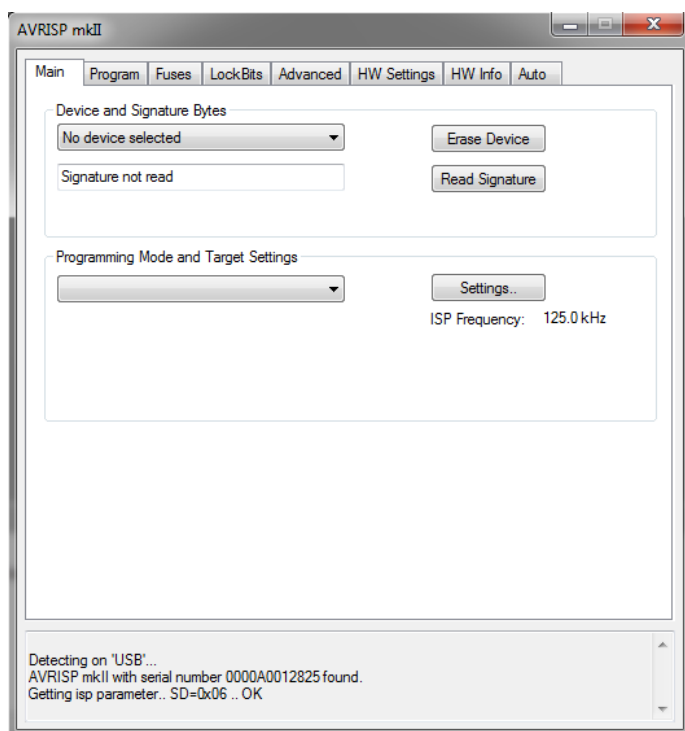 AVRISP mkII
Main Program Fuses LockBits Advanced HW Settings HW Info Auto
Device and Signature Bytes
No device selected
Erase Device
Signature not read
Read Signature
Programming Mode and Target Settings
Settings..
ISP Frequency: 125.0 kHz
Detecting on 'USB'...
AVRISP mkII with serial number 0000A0012825 found.
Getting isp parameter.. SD=0x06 .. OK